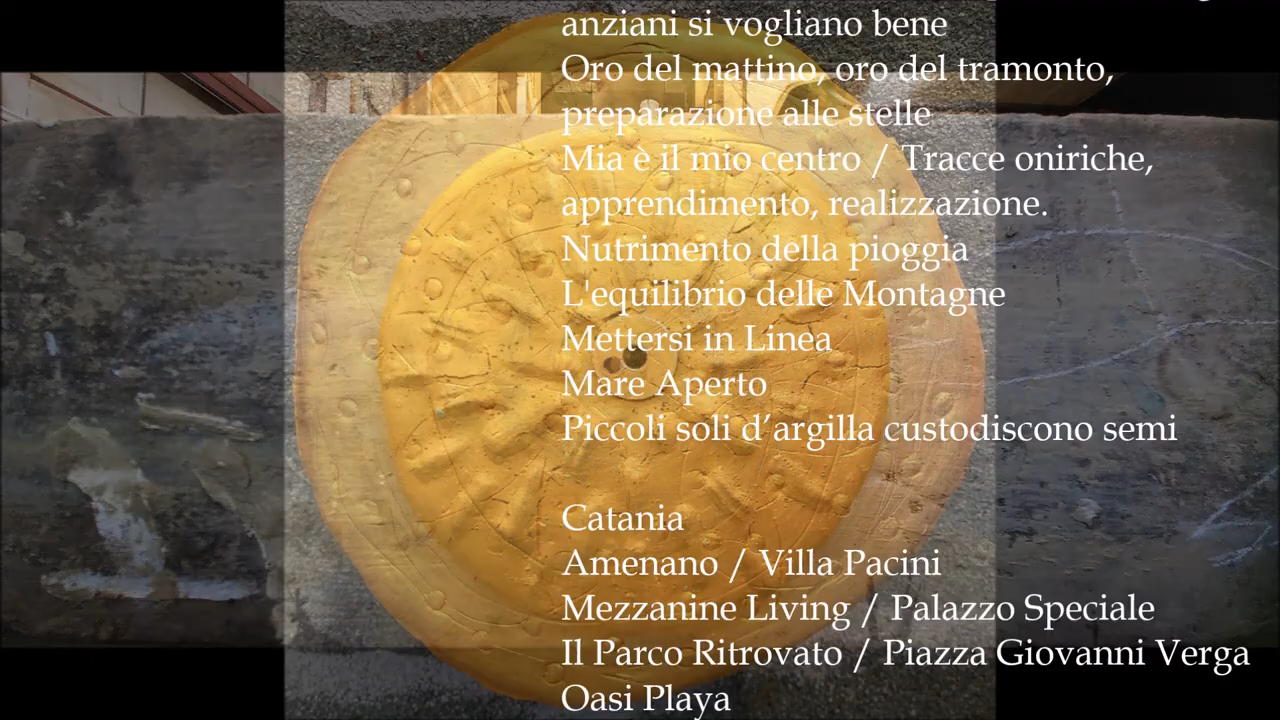 anziani si vogliano bene
Oro del mattino, oro del tramonto,
preparazione alle stelle
Mia è il mio centro / Tracce oniriche,
apprendimento, realizzazione.
Nutrimento della pioggia
L'equilibrio delle Montagne
Mettersi in Linea
Mare Aperto
Piccoli soli d’argilla custodiscono semi
Catania
Amenano / Villa Pacini
Mezzanine Living / Palazzo Speciale
Il Parco Ritrovato / Piazza Giovanni Verga
Oasi Playa